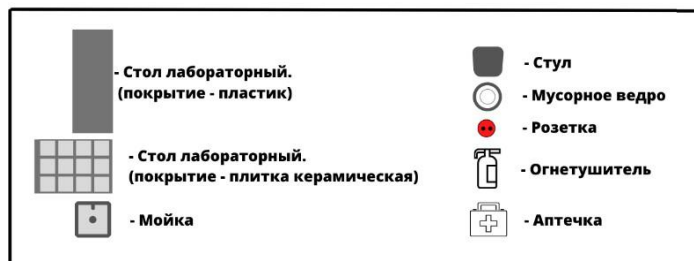 - Стол лабораторный.
(покрытие - пластик)
- Стол лабораторный.
(покрытие - плитка керамическая)
- Мойка
- Стул
- Мусорное ведро
- Розетка
- Огнетушитель
- Аптечка